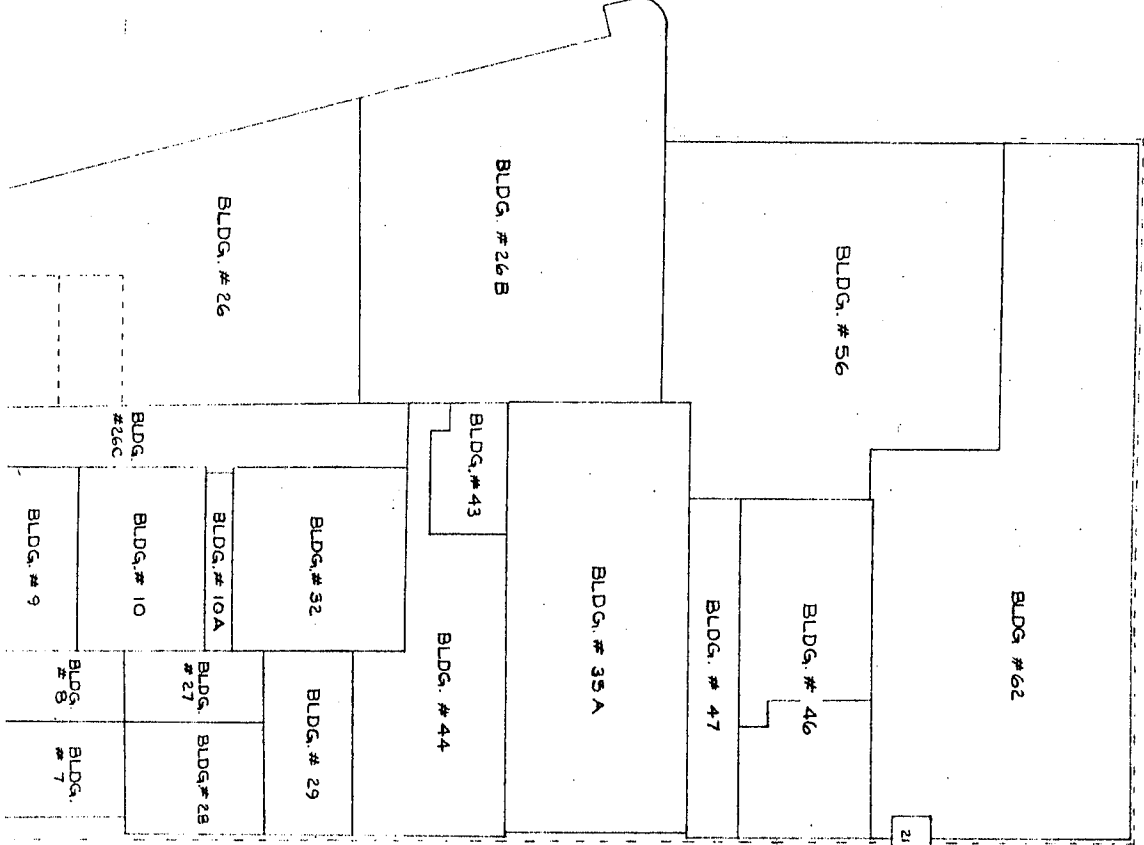 BLDG. # 26
BLDG. # 26 B
BLDG. # 56
BLDG #62
BLDG.
#26C
BLDG. # 43
BLDG. # 9
BLDG. # 10
BLDG. # 10A
BLDG. # 32
BLDG. # 35A
BLDG. # 44
BLDG. # 47
BLDG. # 46
BLDG.
# 8
BLDG.
# 27
BLDG. # 29
BLDG.
# 7
BLDG. # 28